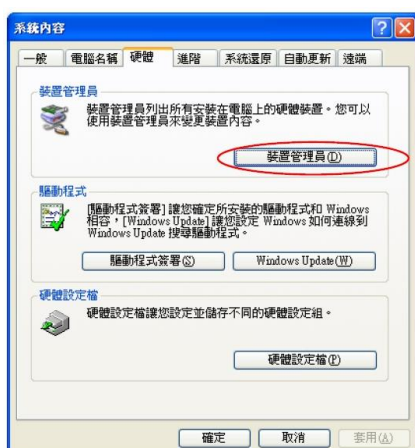 系統內容
一般 電腦名稱 硬體 進階 系統還原 自動更新 遠端
裝置管理員
裝置管理員列出所有安裝在電腦上的硬體裝置。您可以
使用裝置管理員來變更裝置內容。
裝置管理員(D)
驅動程式
[驅動程式簽署] 讓您確定所安裝的驅動程式和 Windows
相容，[Windows Update] 讓您設定 Windows 如何連線到
Windows Update 搜尋驅動程式。
驅動程式簽署(S) Windows Update(W)
硬體設定檔
硬體設定檔讓您設定並儲存不同的硬體設定組。
硬體設定檔(P)
確定 取消 套用(A)